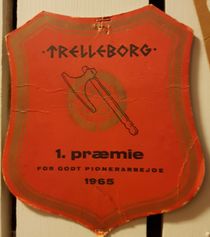 ·TRELLEBORG·
1. præmie
FOR GODT PIONERARBEJDE
1965